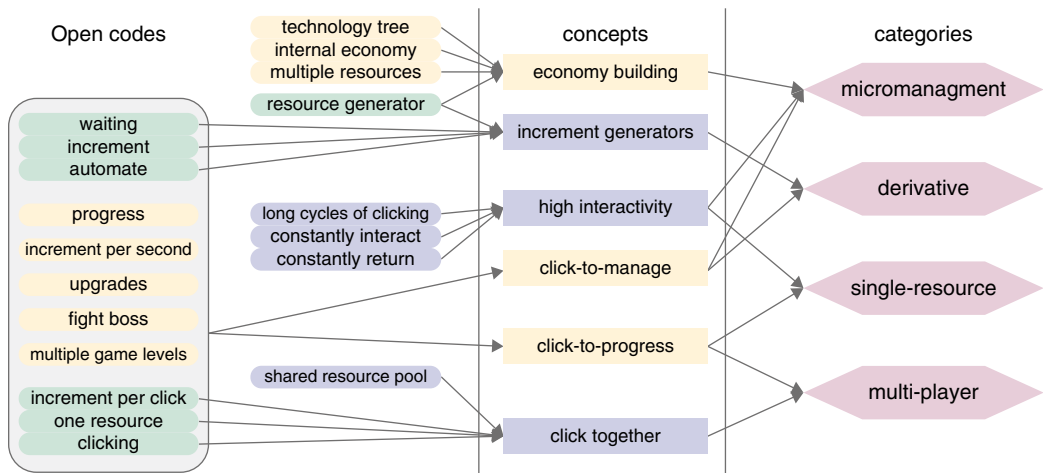 Open codes
concepts
categories
technology tree
internal economy
multiple resources
resource generator
waiting
increment
automate
progress
increment per second
upgrades
fight boss
multiple game levels
increment per click
one resource
clicking
long cycles of clicking
constantly interact
constantly return
shared resource pool
economy building
increment generators
high interactivity
click-to-manage
click-to-progress
click together
micromanagment
derivative
single-resource
multi-player